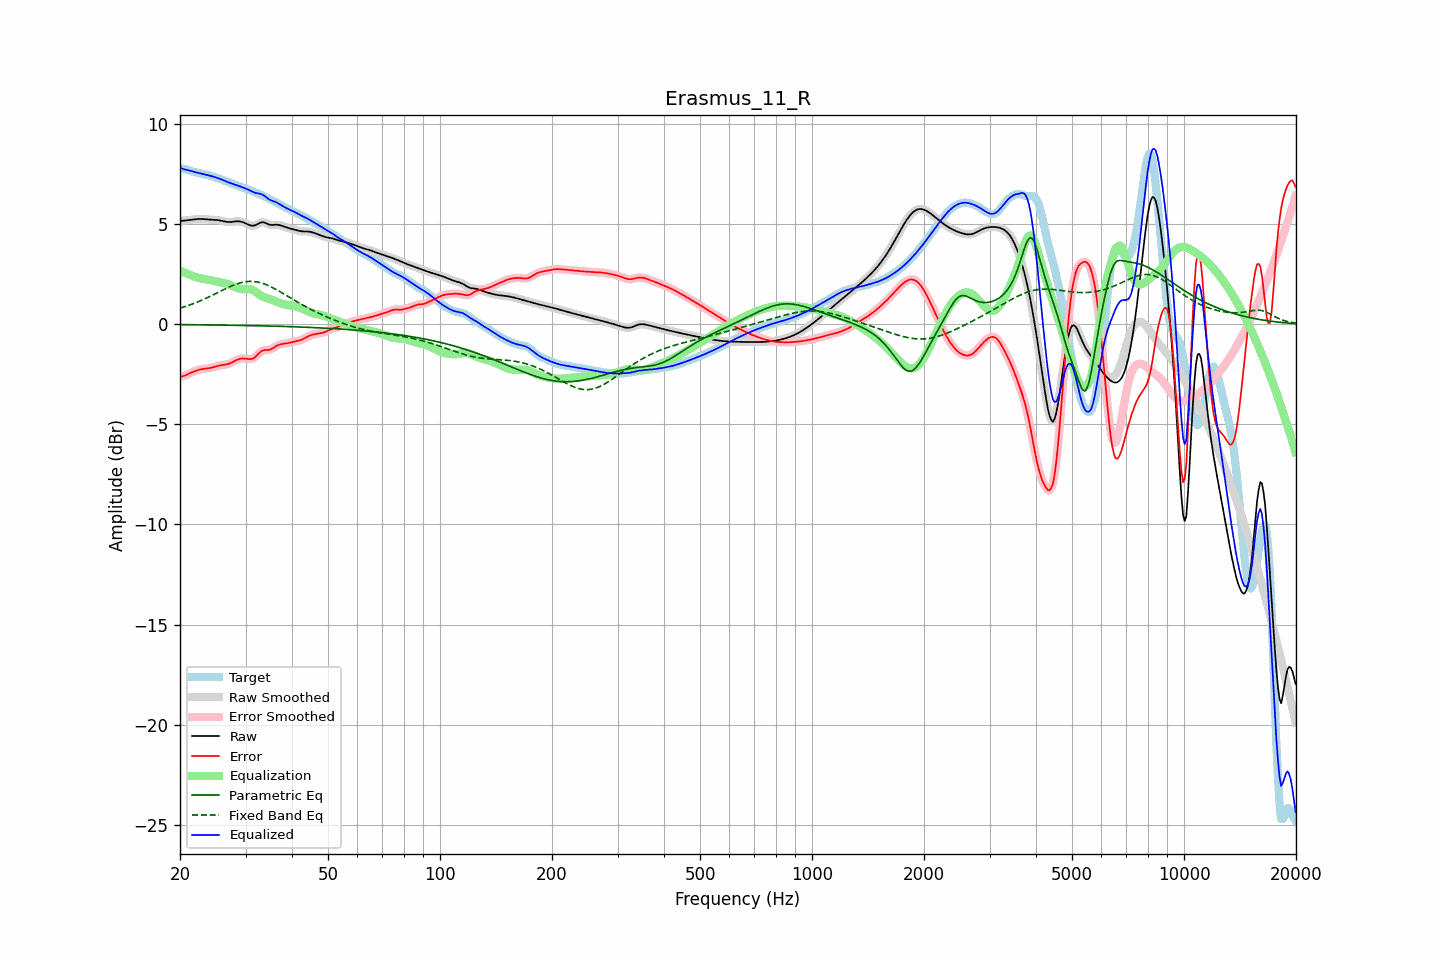 Erasmus_11_R
Amplitude (dBr)
10
5
0
−5
−10
−15
−20
−25
Target
Raw Smoothed
Error Smoothed
Raw
Error
Equalization
Parametric Eq
Fixed Band Eq
Equalized
20 50 100 200 500 1000 2000 5000 10000 20000
Frequency (Hz)